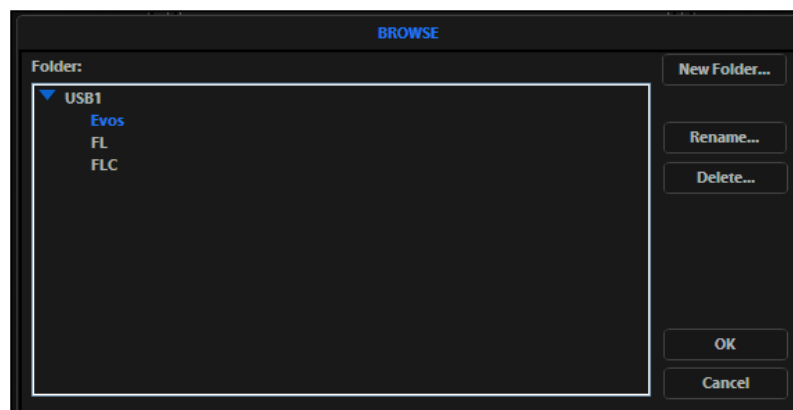 BROWSE
Folder:
New Folder...
USB1
Evos
FL
FLC
Rename...
Delete...
OK
Cancel